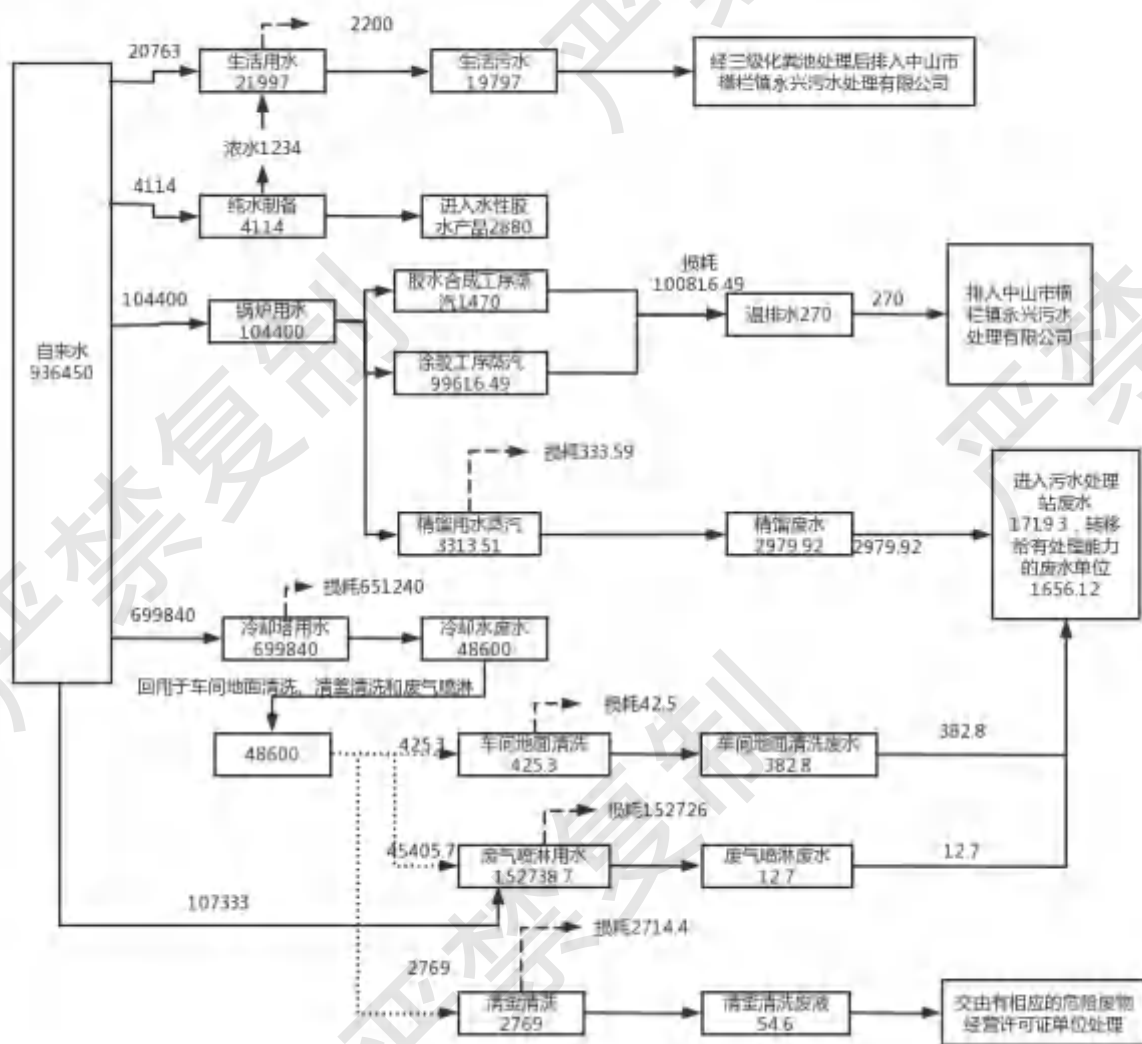 2200
20763
生活用水
21997
生活污水
19797
经三级化粪池处理后排入中山市
横栏镇永兴污水处理有限公司
浓水1234
4114
纯水制备
4114
进入水性胶
水产品2880
自来水
936450
104400
锅炉用水
104400
胶水合成工序蒸
汽1470
涂胶工序蒸汽
99616.49
损耗
100816.49
温排水270
270
排入中山市横
栏镇永兴污水
处理有限公司
损耗333.59
精馏用水蒸汽
3313.51
精馏废水
2979.92
2979.92
进入污水处理
站废水
1719.3，转移
给有处理能力
的废水单位
1656.12
699840
损耗651240
冷却塔用水
699840
冷却水废水
48600
回用于车间地面清洗、清釜清洗和废气喷淋
48600
425.3
损耗42.5
车间地面清洗
425.3
车间地面清洗废水
382.8
382.8
45405.7
损耗152726
废气喷淋用水
152738.7
废气喷淋废水
12.7
12.7
107333
损耗2714.4
2769
清釜清洗
2769
清釜清洗废液
54.6
交由有相应的危险废物
经营许可证单位处理
严禁复制
严禁复制
严禁